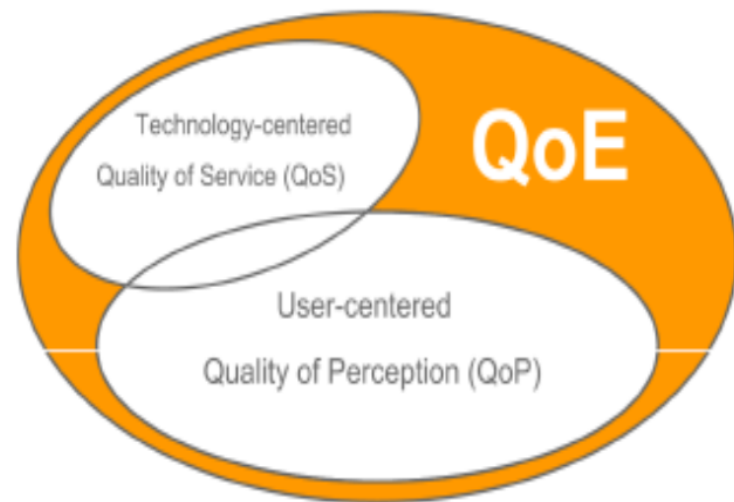 Technology-centered
Quality of Service (QoS)
QoE
User-centered
Quality of Perception (QoP)